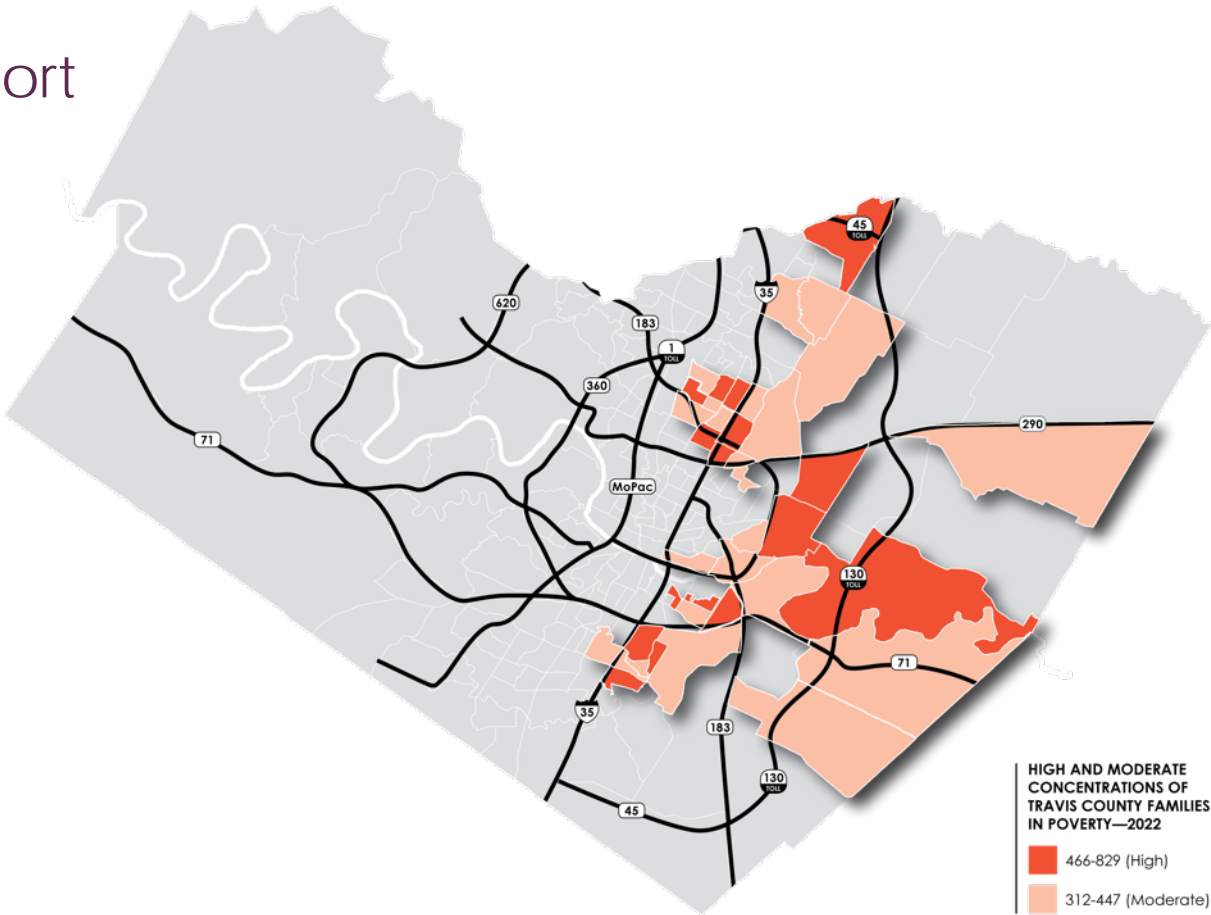 ort
45
TOLL
35
620
183
1
TOLL
360
290
71
MoPac
130
TOLL
71
35
183
130
TOLL
45
HIGH AND MODERATE
CONCENTRATIONS OF
TRAVIS COUNTY FAMILIES
IN POVERTY—2022
466-829 (High)
312-447 (Moderate)